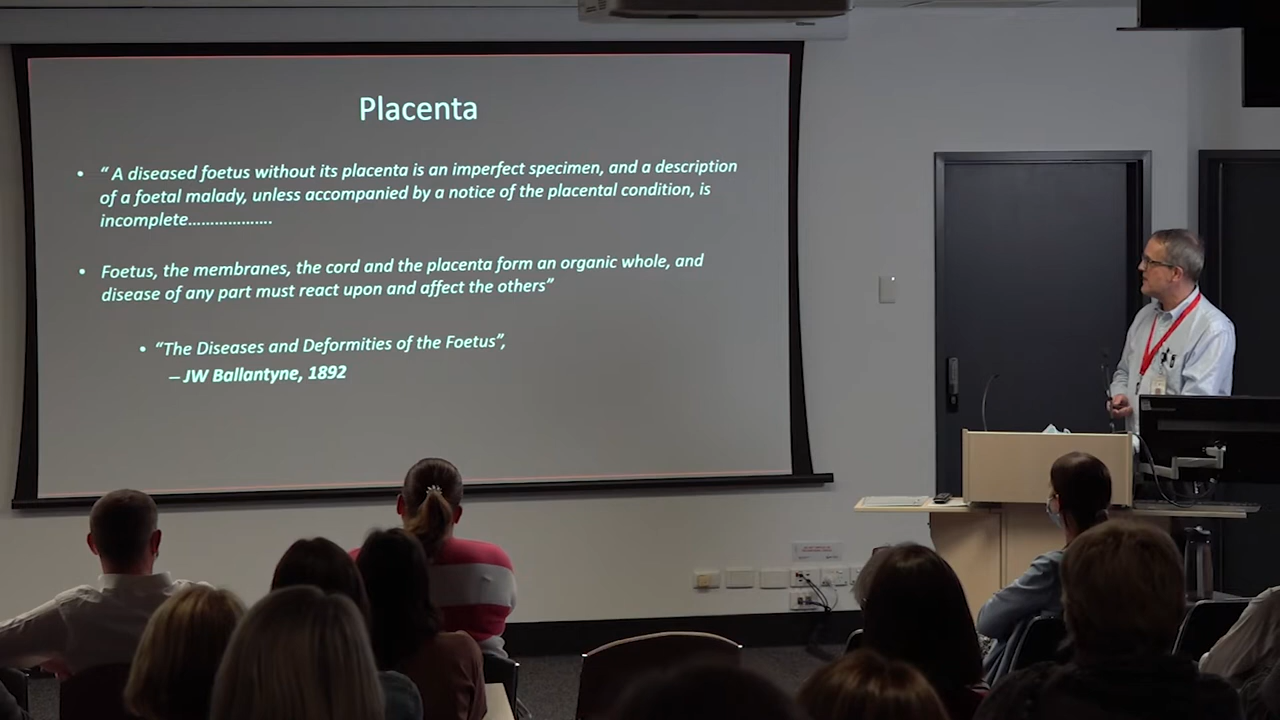 Placenta
• “ A diseased foetus without its placenta is an imperfect specimen, and a description
of a foetal malady, unless accompanied by a notice of the placental condition, is
incomplete……………….
• Foetus, the membranes, the cord and the placenta form an organic whole, and
disease of any part must react upon and affect the others”
• “The Diseases and Deformities of the Foetus”,
– JW Ballantyne, 1892